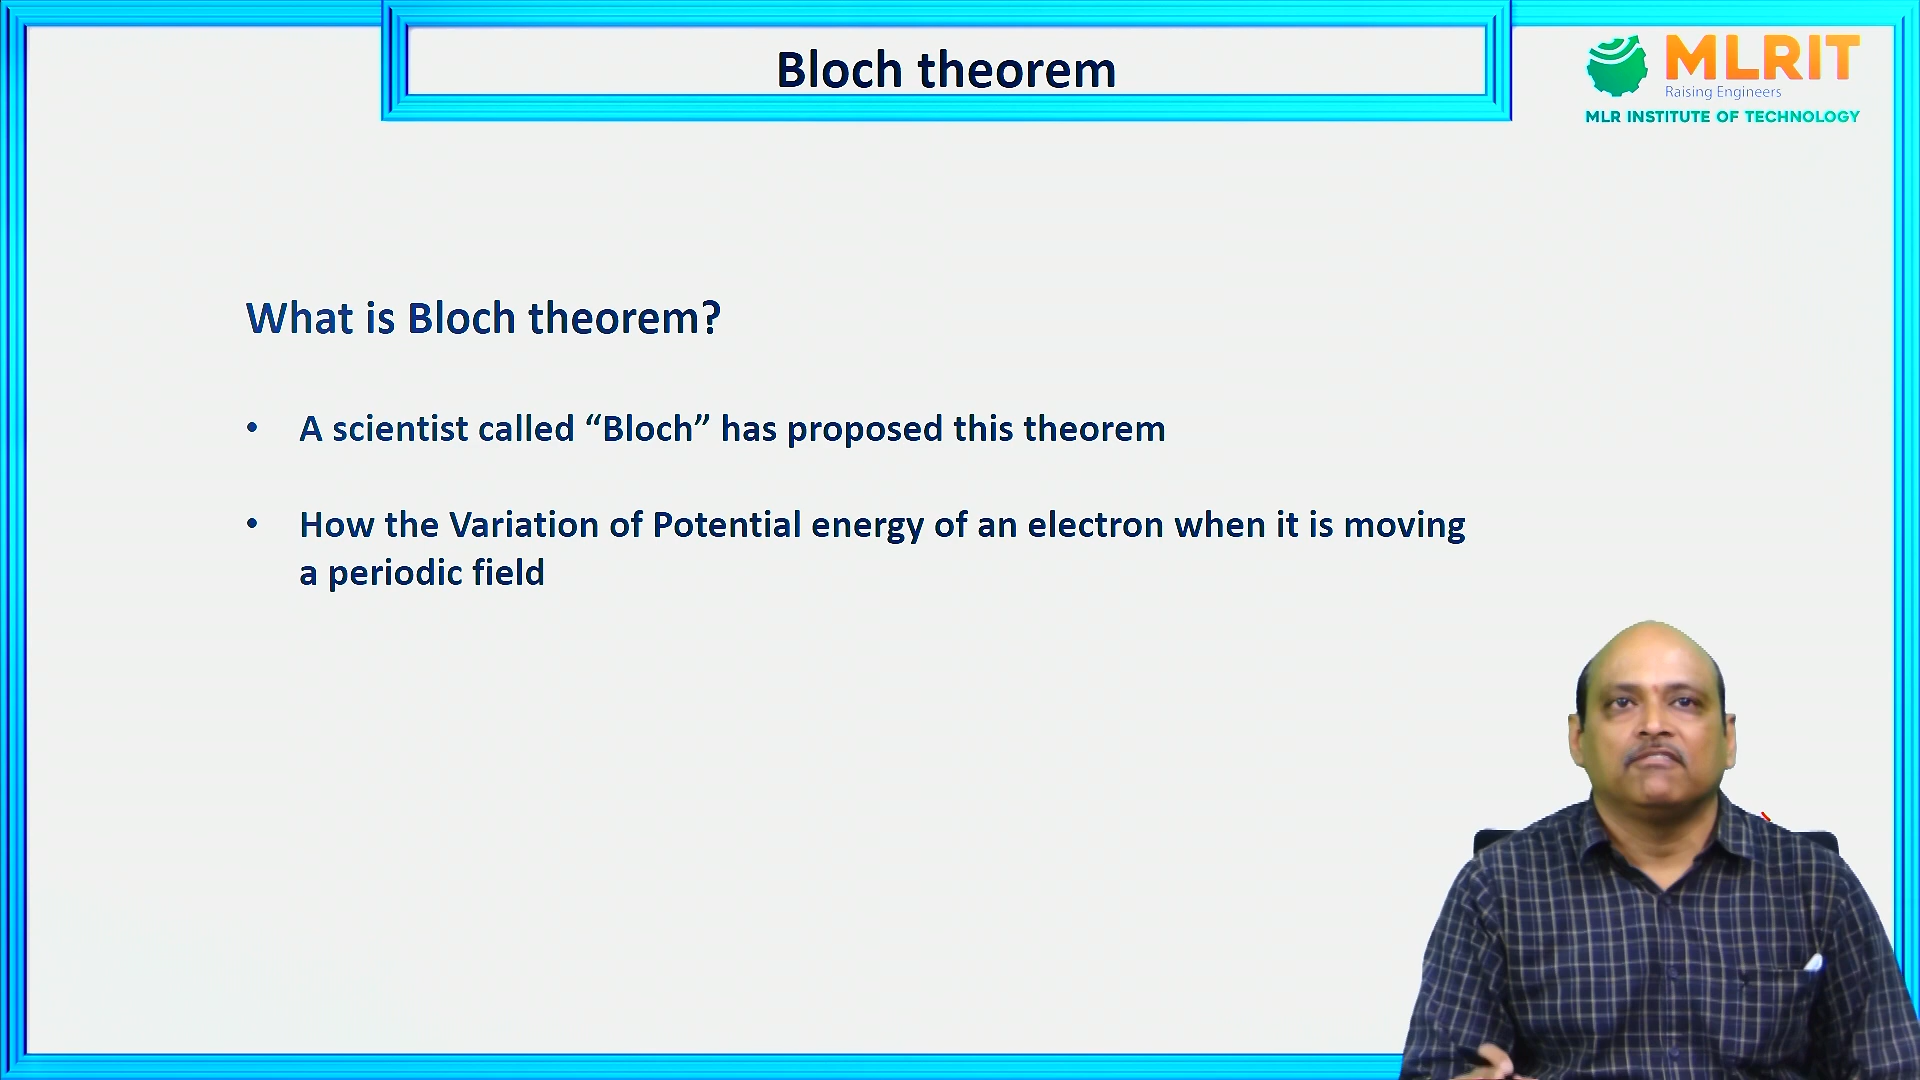 Bloch theorem
MLRIT
Raising Engineers
MLR INSTITUTE OF TECHNOLOGY
What is Bloch theorem?
• A scientist called “Bloch” has proposed this theorem
• How the Variation of Potential energy of an electron when it is moving
a periodic field